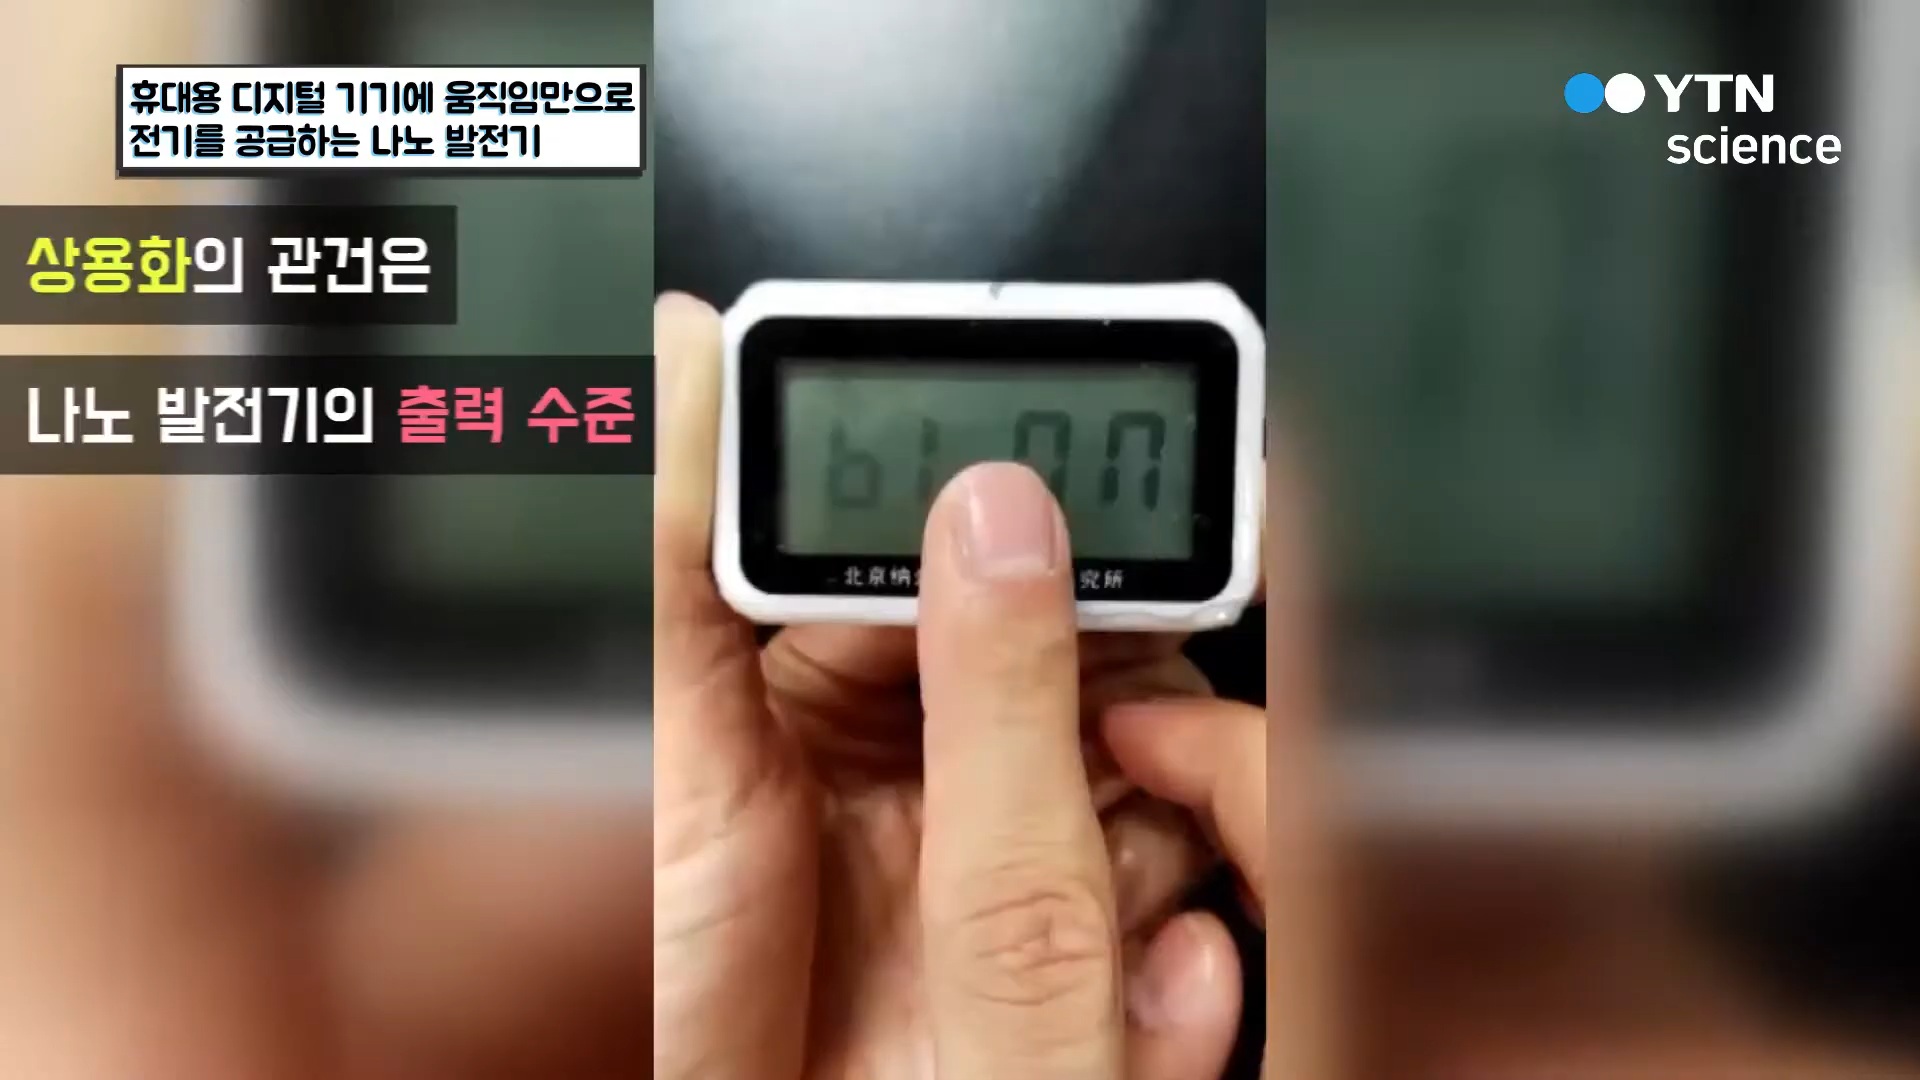 휴대용 디지털 기기에 움직임만으로
전기를 공급하는 나노 발전기
YTN
science
상용화의 관건은
나노 발전기의 출력 수준
北京纳
究所